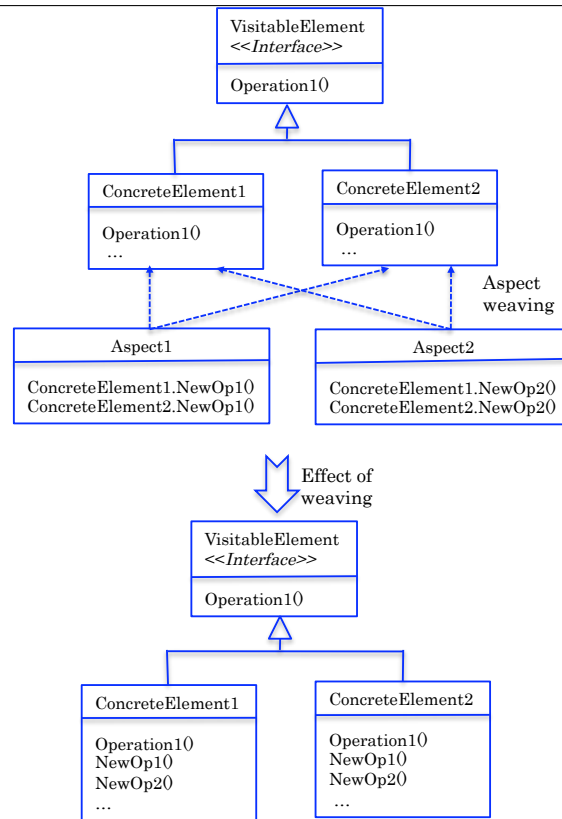 VisitableElement
<<Interface>>
Operation1()
ConcreteElement1
Operation1()
...
ConcreteElement2
Operation1()
...
Aspect
weaving
Aspect1
ConcreteElement1.NewOp1()
ConcreteElement2.NewOp1()
Aspect2
ConcreteElement1.NewOp2()
ConcreteElement2.NewOp2()
Effect of
weaving
VisitableElement
<<Interface>>
Operation1()
ConcreteElement1
Operation1()
NewOp1()
NewOp2()
...
ConcreteElement2
Operation1()
NewOp1()
NewOp2()
...